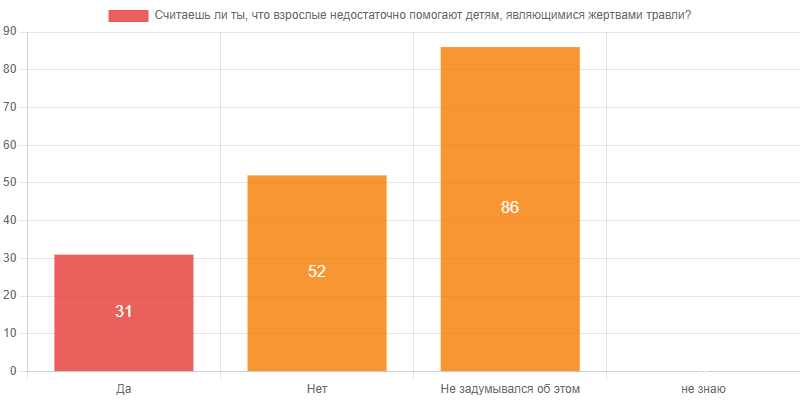 Считаешь ли ты, что взрослые недостаточно помогают детям, являющимися жертвами травли?
90
80
70
60
50
40
30
20
10
0
31
52
86
Да
Нет
Не задумывался об этом
не знаю